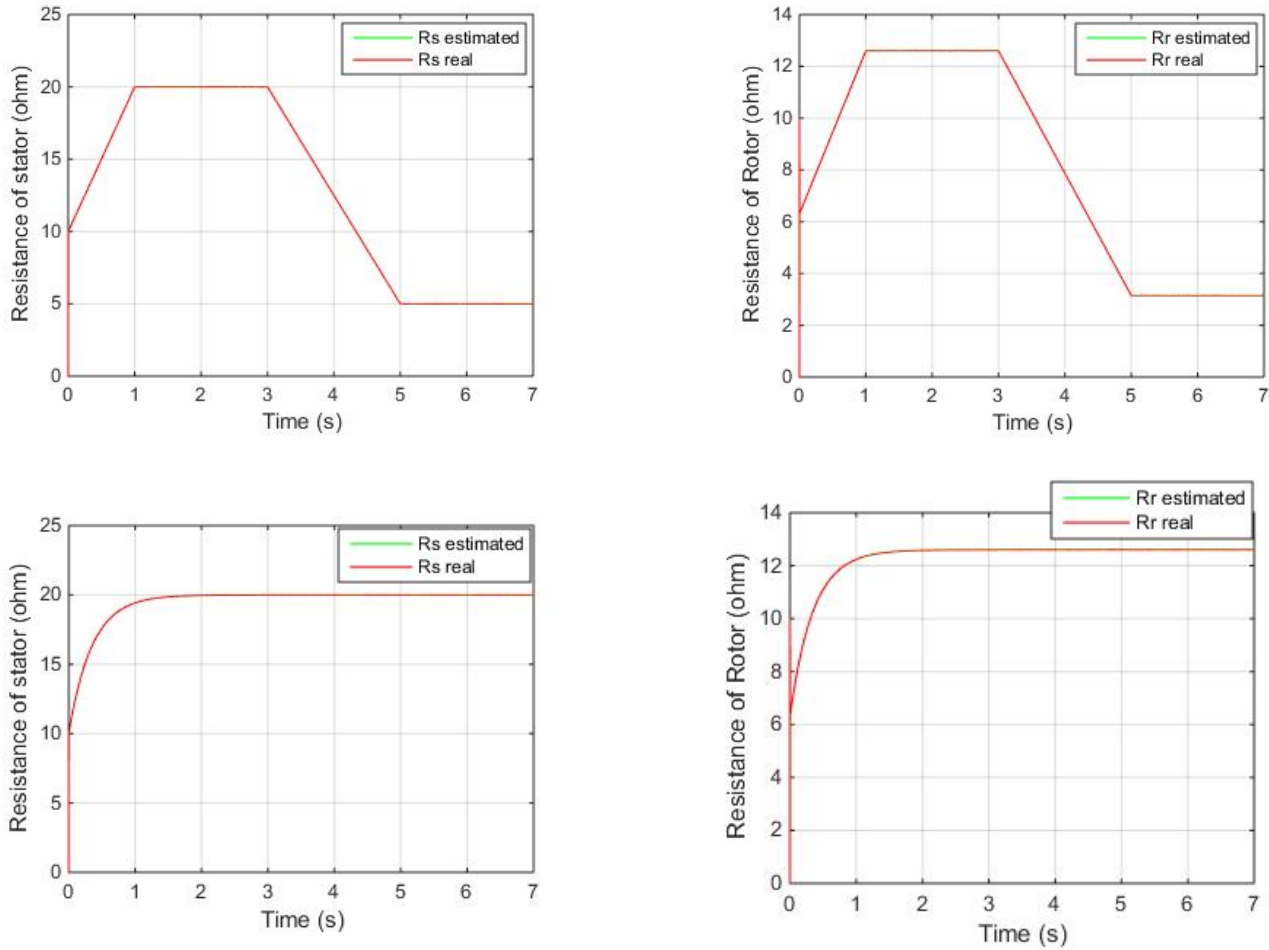 25
20
15
10
5
0
Resistance of stator (ohm)
Rs estimated
Rs real
0 1 2 3 4 5 6 7
Time (s)
14
12
10
8
6
4
2
0
Resistance of Rotor (ohm)
Rr estimated
Rr real
0 1 2 3 4 5 6 7
Time (s)
25
20
15
10
5
0
Resistance of stator (ohm)
Rs estimated
Rs real
0 1 2 3 4 5 6 7
Time (s)
14
12
10
8
6
4
2
0
Resistance of Rotor (ohm)
Rr estimated
Rr real
0 1 2 3 4 5 6 7
Time (s)